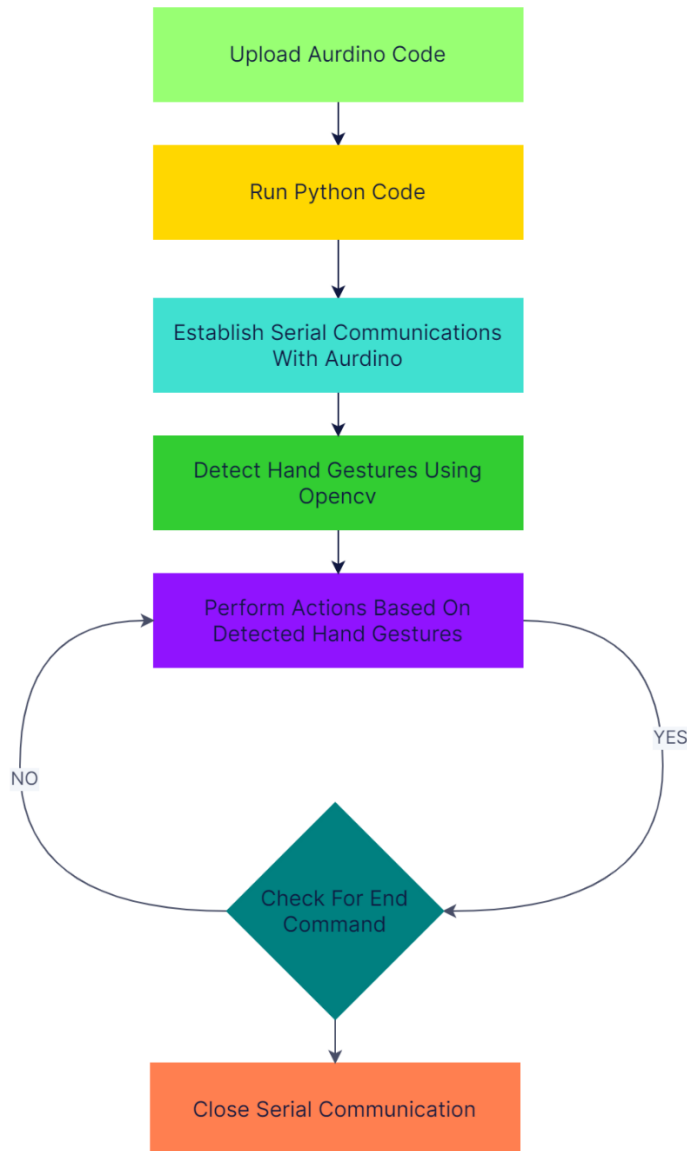 Upload Aurdino Code
Run Python Code
Establish Serial Communications
With Aurdino
Detect Hand Gestures Using
Opencv
Perform Actions Based On
Detected Hand Gestures
YES
NO
Check For End
Command
Close Serial Communication